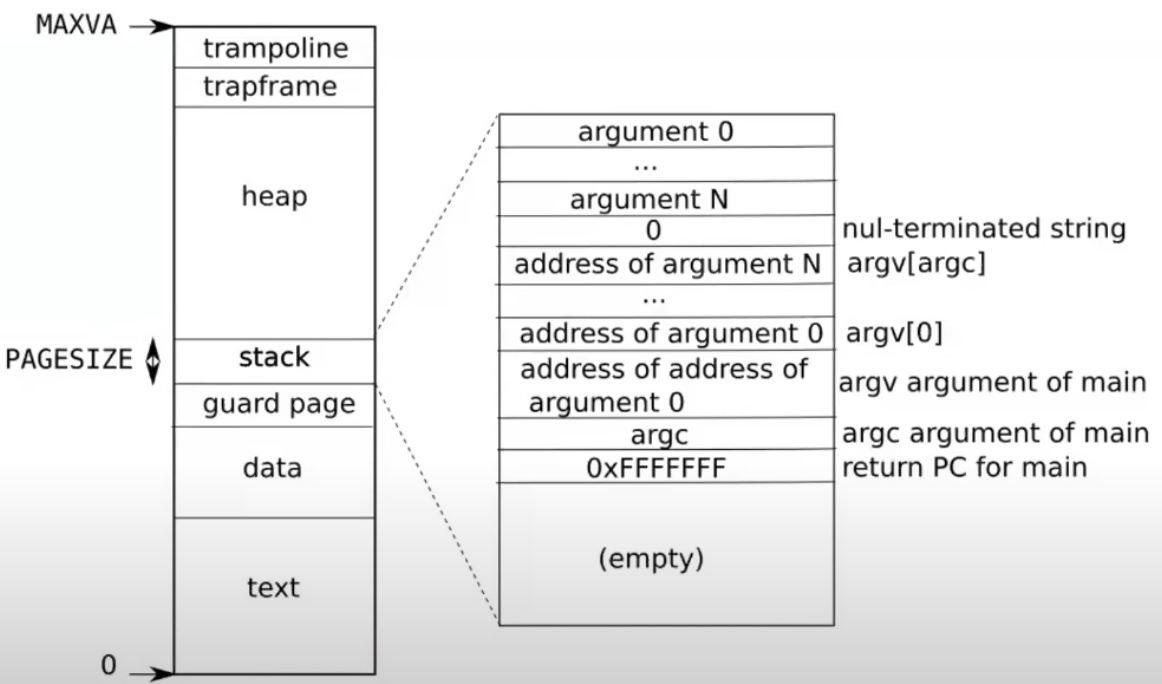 MAXVA
trampoline
trapframe
heap
PAGESIZE
stack
guard page
data
text
0
argument 0
...
argument N
0 nul-terminated string
address of argument N argv[argc]
...
address of argument 0 argv[0]
address of address of
argument 0 argv argument of main
argc argc argument of main
0xFFFFFFF return PC for main
(empty)